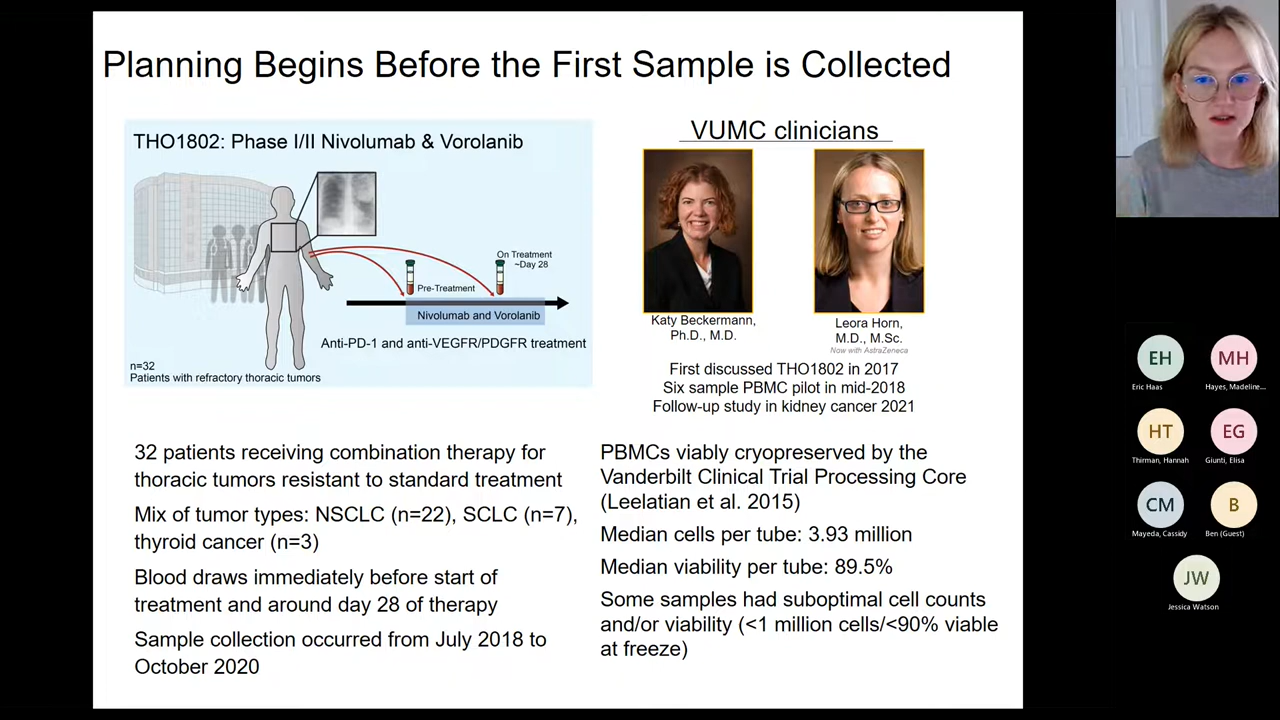 Planning Begins Before the First Sample is Collected
THO1802: Phase I/II Nivolumab & Vorolanib
On Treatment
~Day 28
Pre-Treatment
Nivolumab and Vorolanib
Anti-PD-1 and anti-VEGFR/PDGFR treatment
n=32
Patients with refractory thoracic tumors
VUMC clinicians
Katy Beckermann,
Ph.D., M.D.
Leora Horn,
M.D., M.Sc.
Now with AstraZeneca
First discussed THO1802 in 2017
Six sample PBMC pilot in mid-2018
Follow-up study in kidney cancer 2021
32 patients receiving combination therapy for
thoracic tumors resistant to standard treatment
Mix of tumor types: NSCLC (n=22), SCLC (n=7),
thyroid cancer (n=3)
Blood draws immediately before start of
treatment and around day 28 of therapy
Sample collection occurred from July 2018 to
October 2020
PBMCs viably cryopreserved by the
Vanderbilt Clinical Trial Processing Core
(Leelatian et al. 2015)
Median cells per tube: 3.93 million
Median viability per tube: 89.5%
Some samples had suboptimal cell counts
and/or viability (<1 million cells/<90% viable
at freeze)
EH
Eric Haas
MH
Hayes, Madeline...
HT
Thirman, Hannah
EG
Giunti, Elisa
CM
Mayeda, Cassidy
B
Ben (Guest)
JW
Jessica Watson